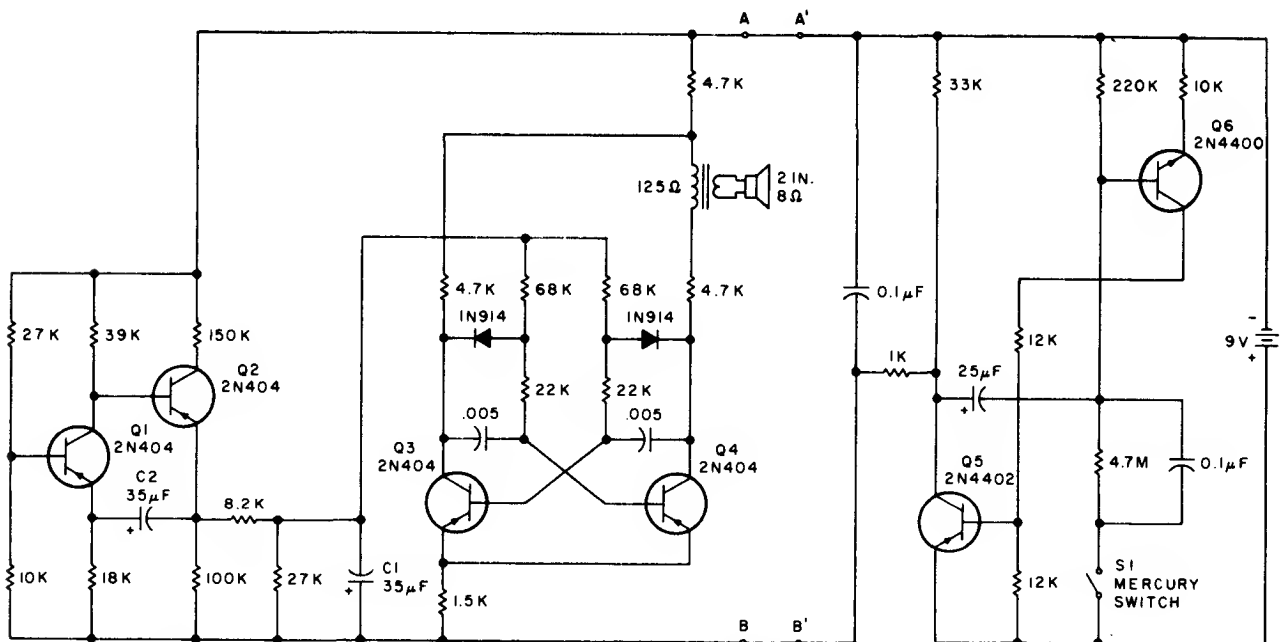 A
A'
4.7K
33K
220K
10K
Q6
2N4400
125Ω
2 IN.
8Ω
4.7K
68K
68K
4.7K
0.1µF
27K
39K
150K
1N914
1N914
9V
-
+
12K
1K
25µF
+
Q2
2N404
22K
22K
.005
.005
Q1
2N404
Q3
2N404
Q4
2N404
Q5
2N4402
4.7M
0.1µF
C2
35µF
+
8.2K
10K
18K
100K
27K
C1
35µF
+
1.5K
12K
S1
MERCURY
SWITCH
B
B'